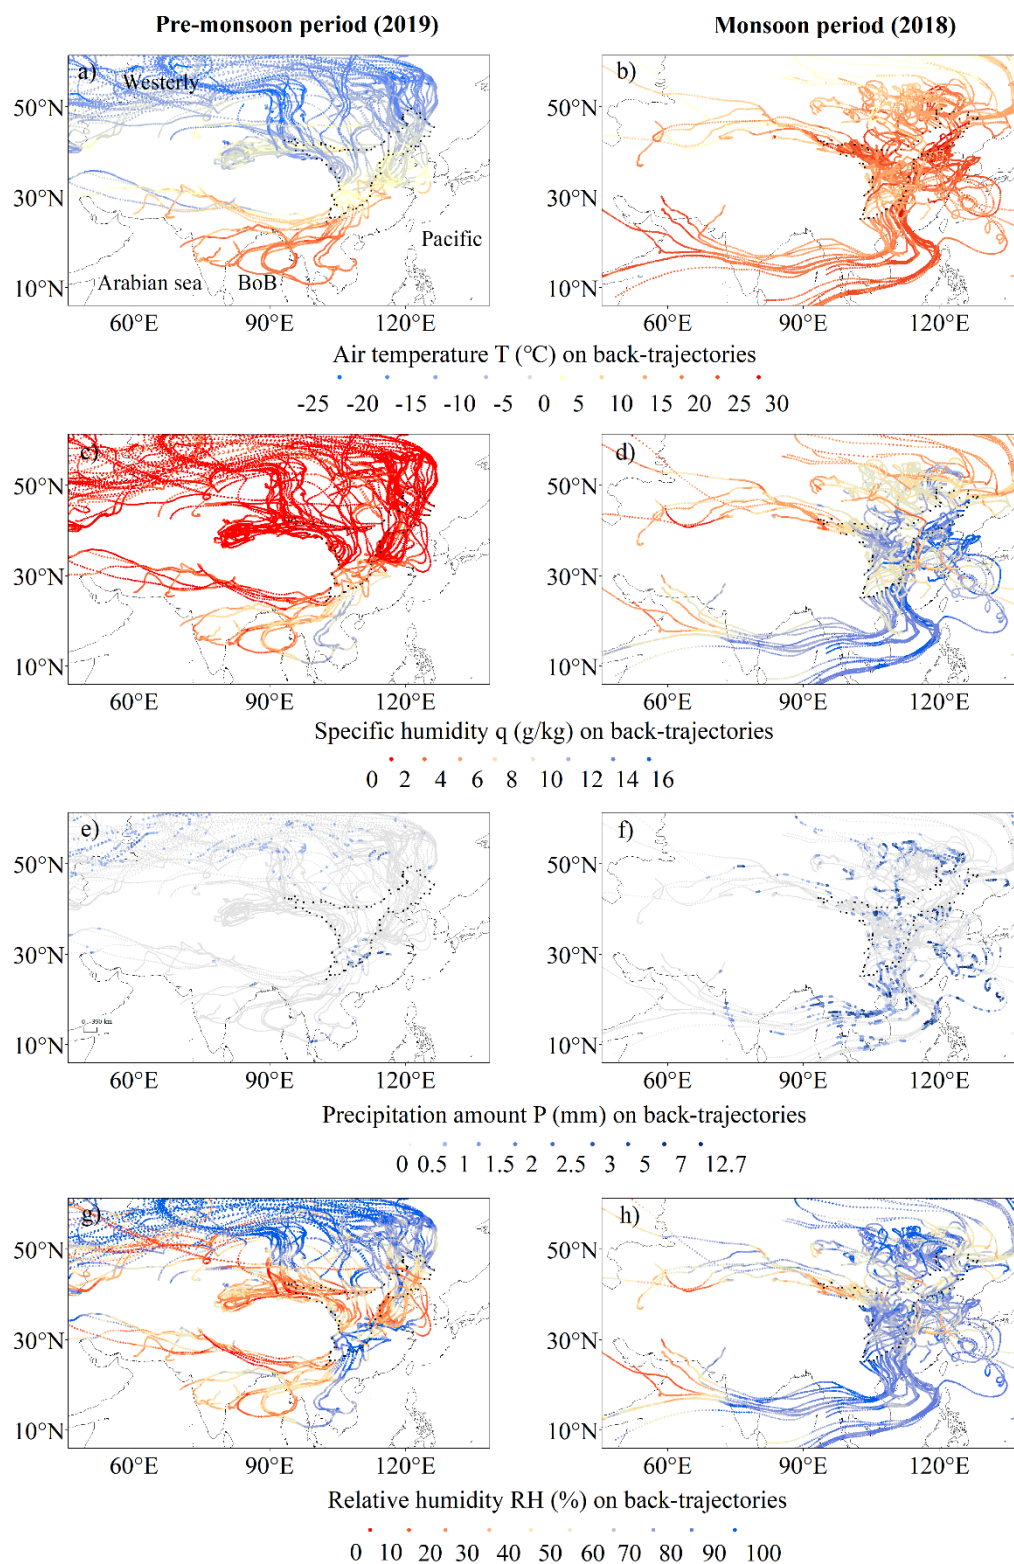 Pre-monsoon period (2019) Monsoon period (2018)
a) b)
Westerly
50°N 50°N
30°N 30°N
Pacific
Arabian sea BoB
10°N 10°N
60°E 90°E 120°E 60°E 90°E 120°E
Air temperature T (°C) on back-trajectories
-25 -20 -15 -10 -5 0 5 10 15 20 25 30
c) d)
50°N 50°N
30°N 30°N
10°N 10°N
60°E 90°E 120°E 60°E 90°E 120°E
Specific humidity q (g/kg) on back-trajectories
0 2 4 6 8 10 12 14 16
e) f)
50°N 50°N
30°N 30°N
10°N 10°N
60°E 90°E 120°E 60°E 90°E 120°E
Precipitation amount P (mm) on back-trajectories
0 0.5 1 1.5 2 2.5 3 5 7 12.7
g) h)
50°N 50°N
30°N 30°N
10°N 10°N
60°E 90°E 120°E 60°E 90°E 120°E
Relative humidity RH (%) on back-trajectories
0 10 20 30 40 50 60 70 80 90 100